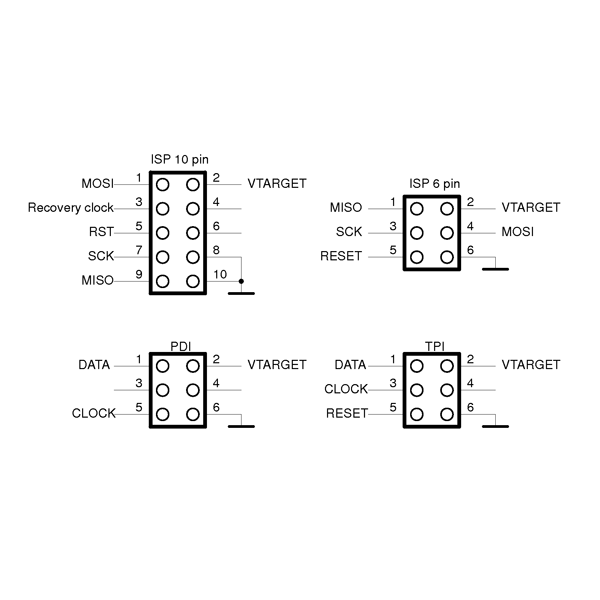 ISP 10 pin
MOSI 1 2 VTARGET
Recovery clock 3 4
RST 5 6
SCK 7 8
MISO 9 10
ISP 6 pin
MISO 1 2 VTARGET
SCK 3 4 MOSI
RESET 5 6
PDI
DATA 1 2 VTARGET
3 4
CLOCK 5 6
TPI
DATA 1 2 VTARGET
CLOCK 3 4
RESET 5 6